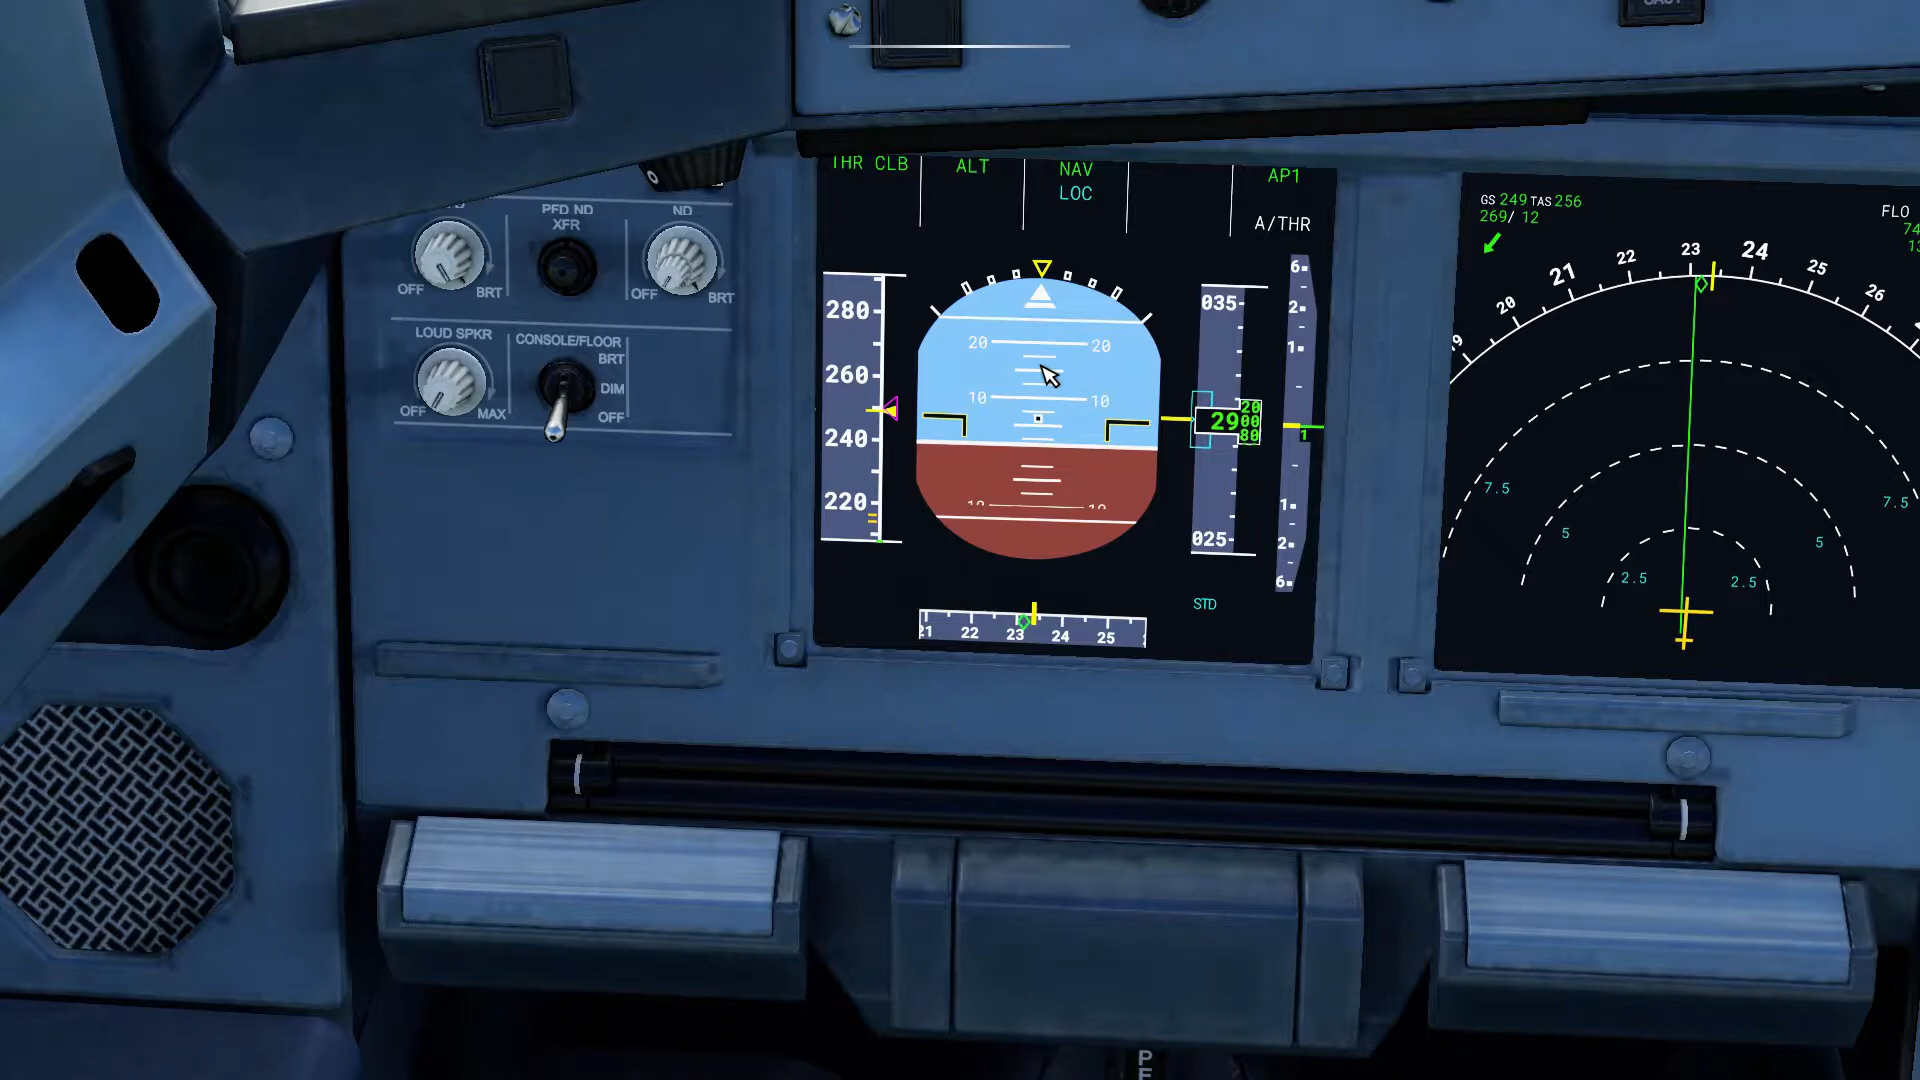 THR CLB
ALT
NAV
LOC
AP1
A/THR
GS 249 TAS 256
269/ 12
FLO
PFD ND
XFR
ND
OFF
BRT
OFF
BRT
LOUD SPKR
OFF
MAX
CONSOLE/FLOOR
BRT
DIM
OFF
280
260
240
220
20
20
10
10
035
2900
20
80
025
6
2
1
1
1
2
6
STD
22
23
24
25
20
21
22
23
24
25
26
7.5
7.5
5
5
2.5
2.5